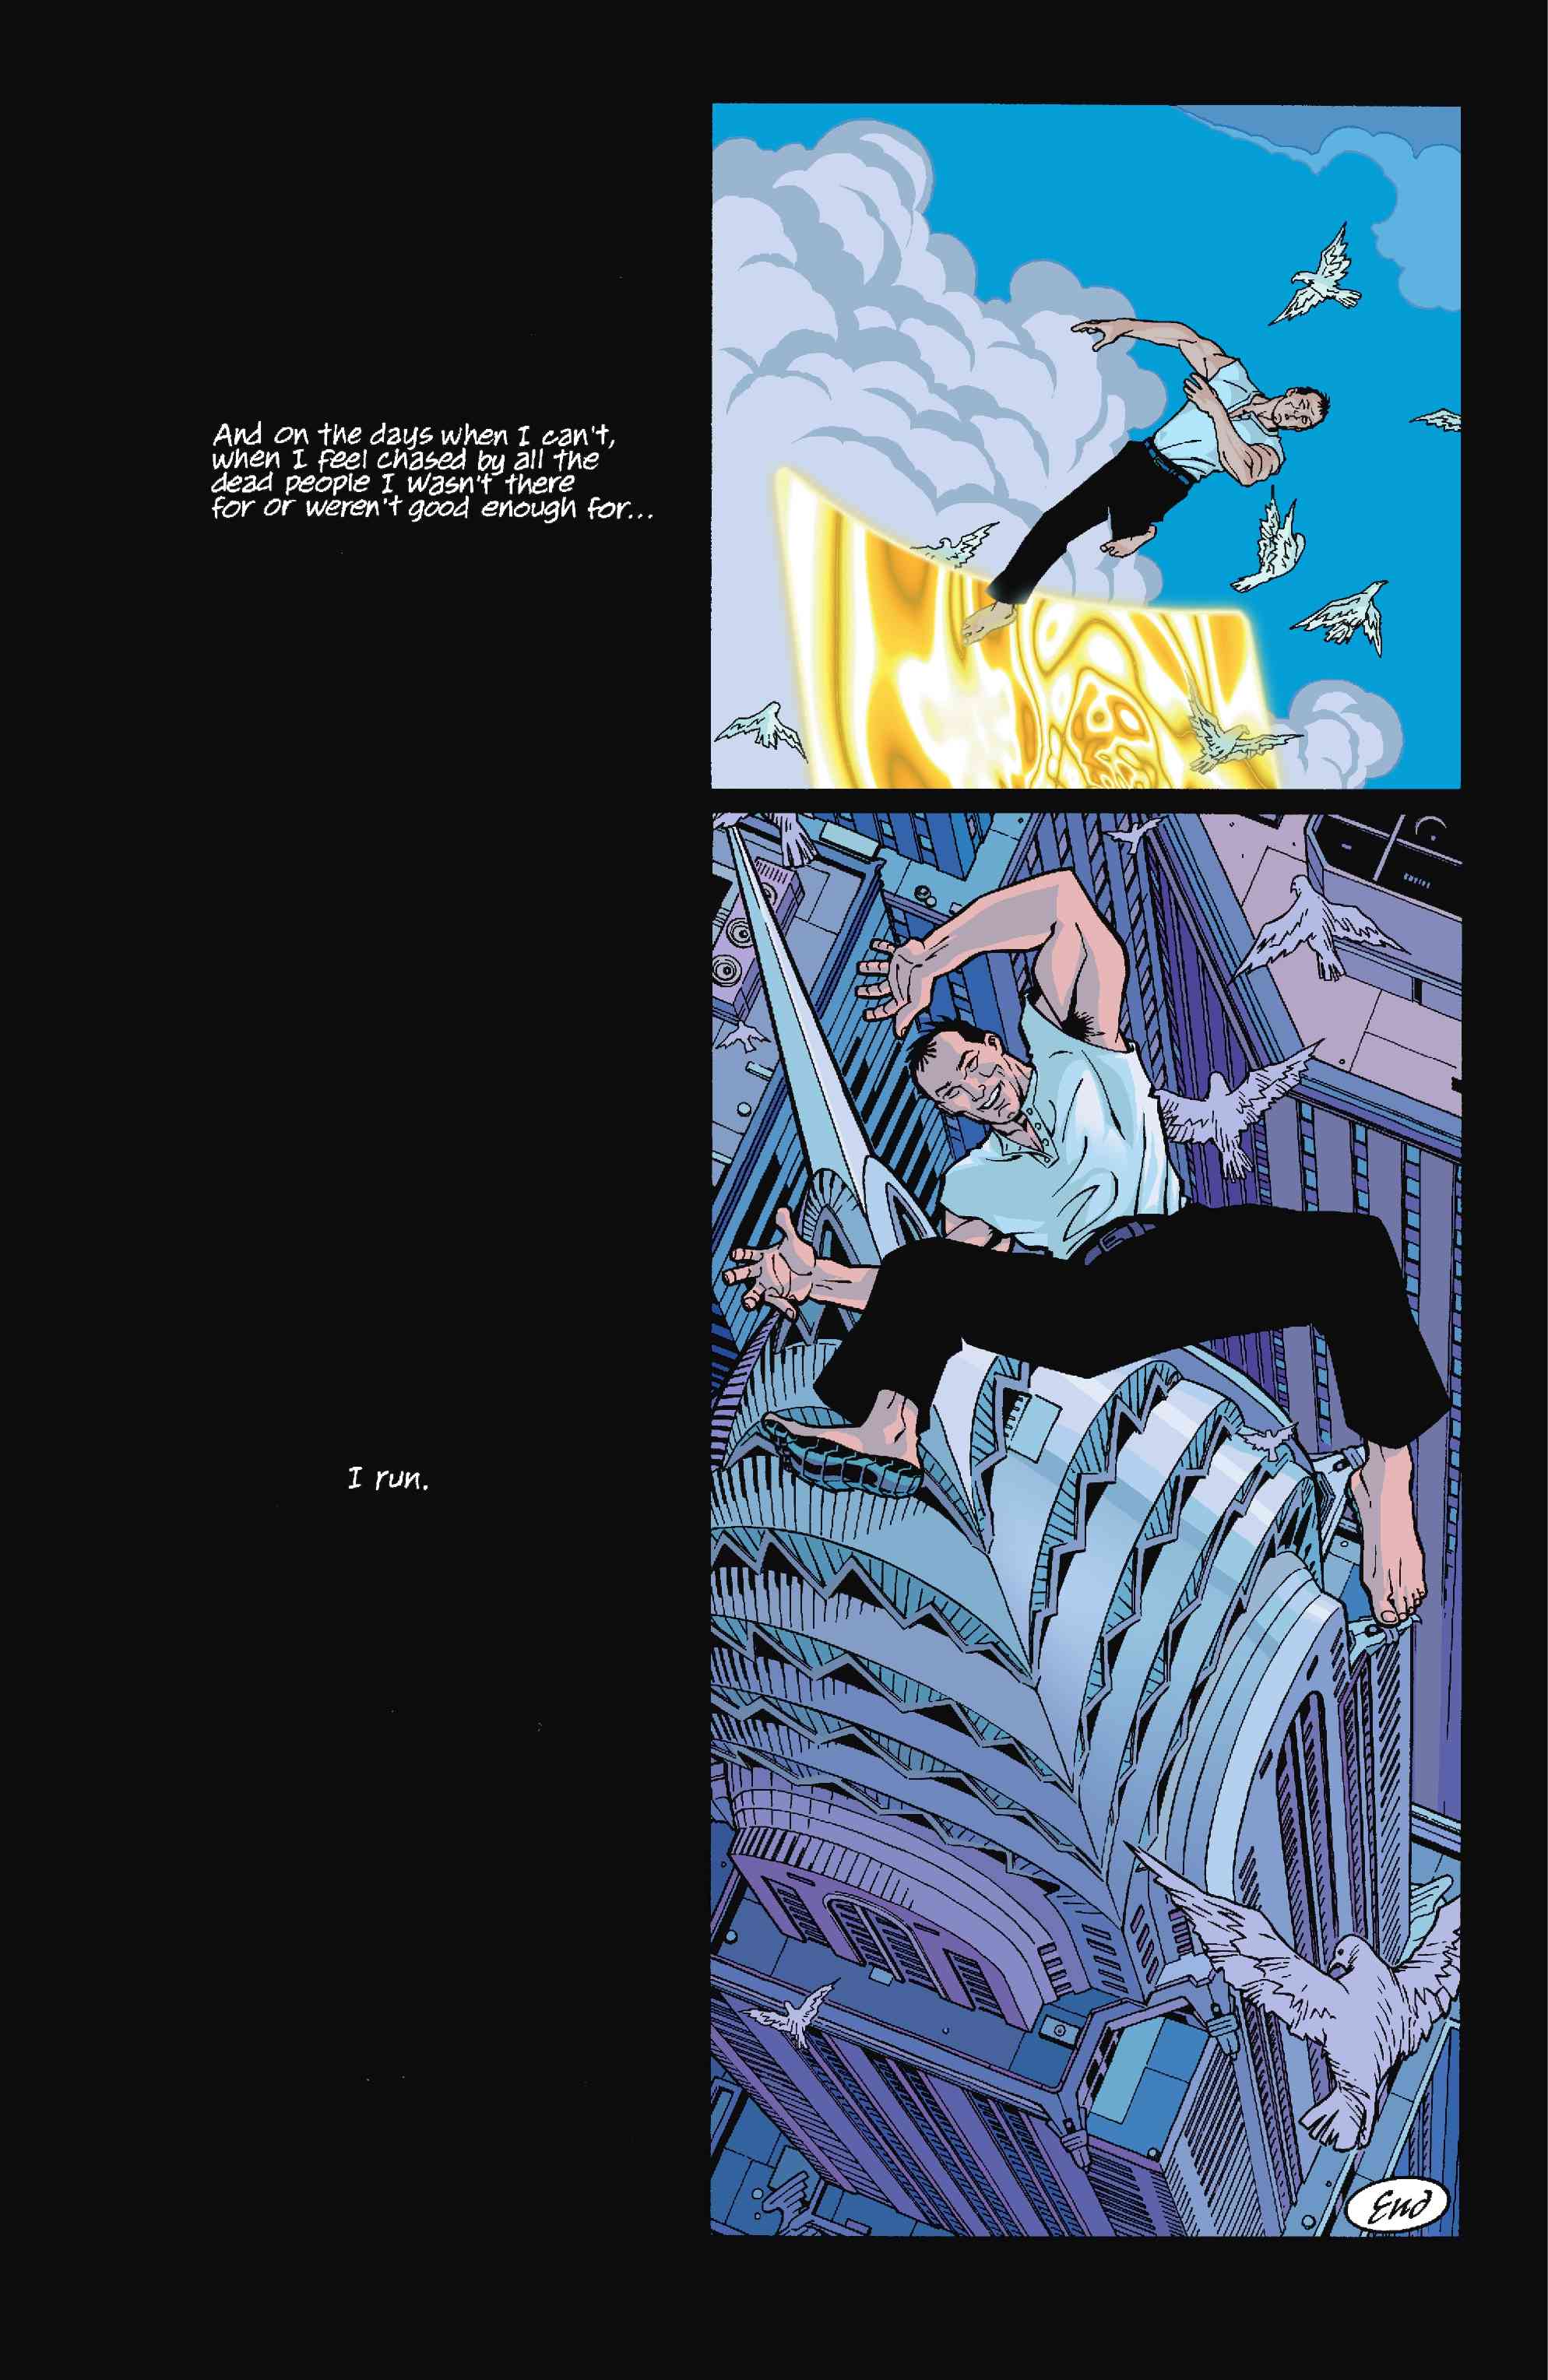 And on the days when I can't,
when I feel chased by all the
dead people I wasn't there
for or weren't good enough for...
I run.
End